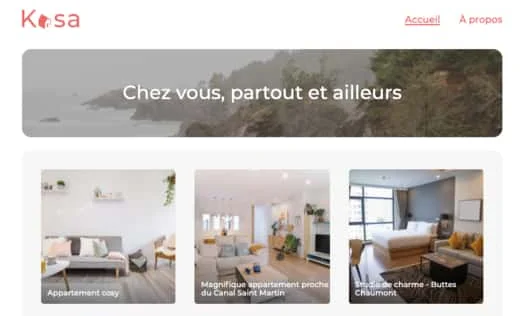 Kasa
Accueil
À propos
Chez vous, partout et ailleurs
Appartement cosy
Magnifique appartement proche
du Canal Saint Martin
Studio de charme - Buttes
Chaumont